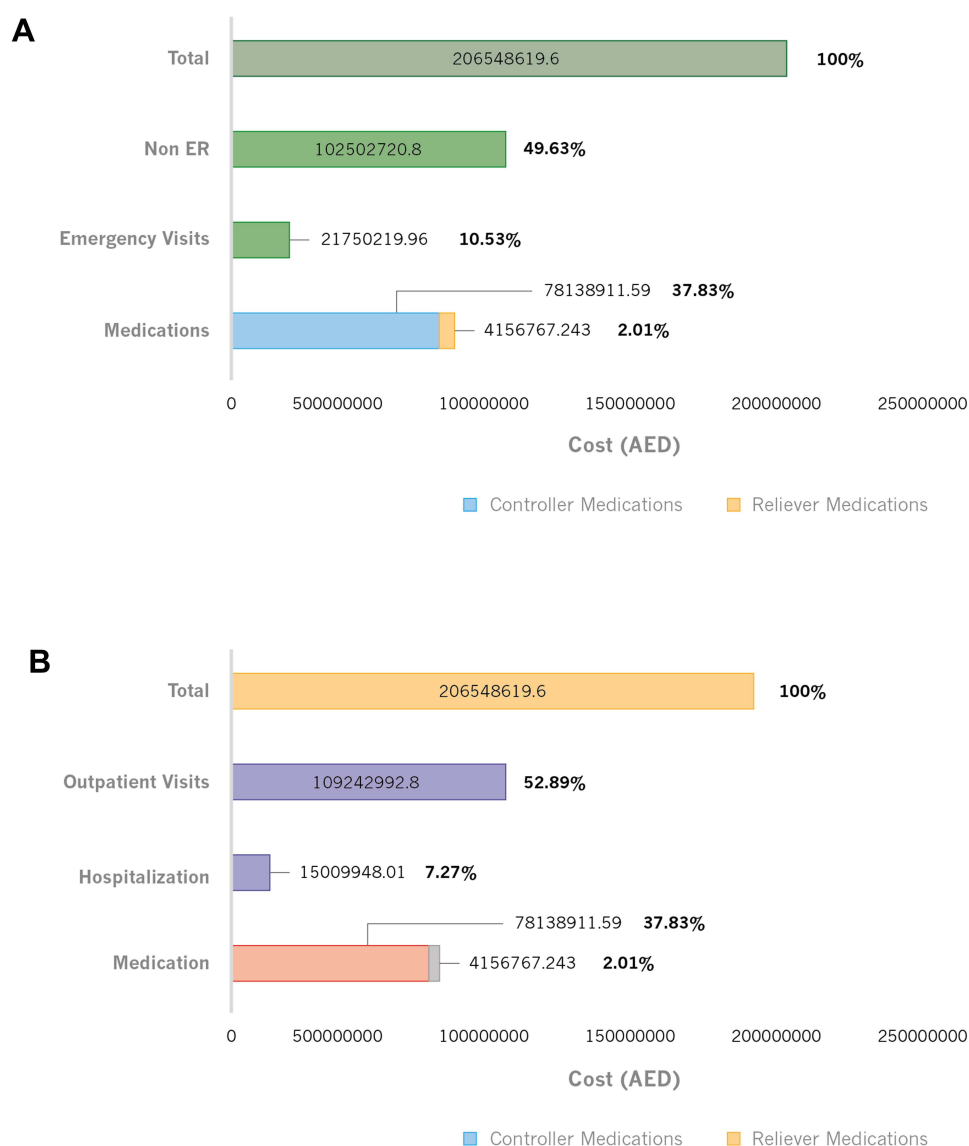 A
Total 206548619.6 100%
Non ER 102502720.8 49.63%
Emergency Visits 21750219.96 10.53%
78138911.59 37.83%
Medications 4156767.243 2.01%
0 500000000 100000000 150000000 200000000 250000000
Cost (AED)
Controller Medications Reliever Medications
B
Total 206548619.6 100%
Outpatient Visits 109242992.8 52.89%
Hospitalization 15009948.01 7.27%
78138911.59 37.83%
Medication 4156767.243 2.01%
0 500000000 100000000 150000000 200000000 250000000
Cost (AED)
Controller Medications Reliever Medications